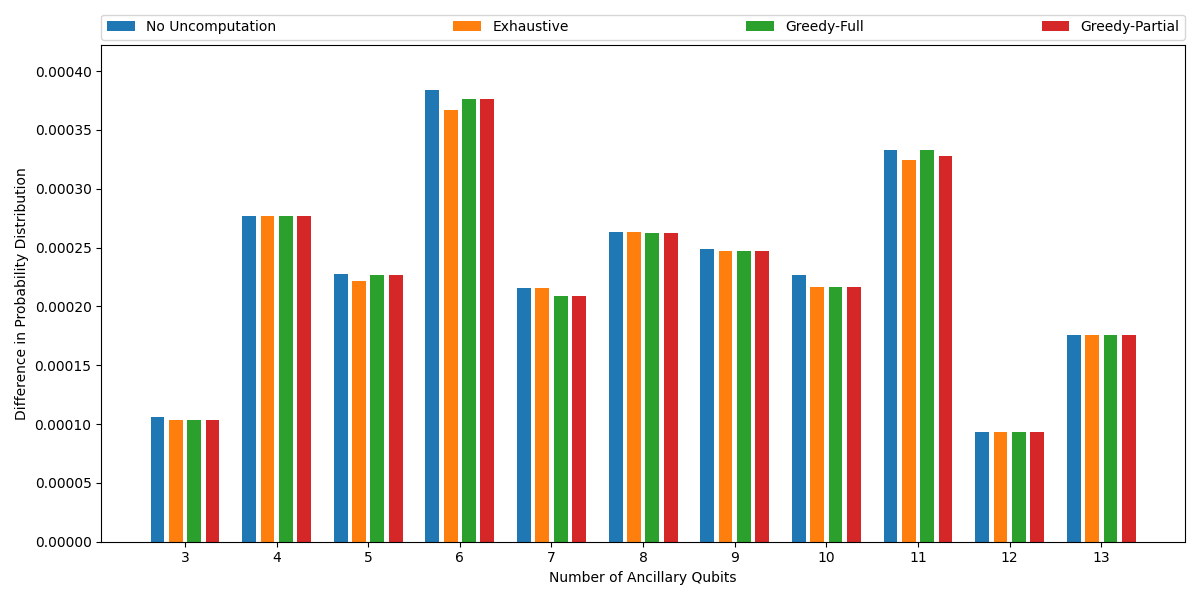 No Uncomputation Exhaustive Greedy-Full Greedy-Partial
Difference in Probability Distribution
0.00040
0.00035
0.00030
0.00025
0.00020
0.00015
0.00010
0.00005
0.00000
3 4 5 6 7 8 9 10 11 12 13
Number of Ancillary Qubits